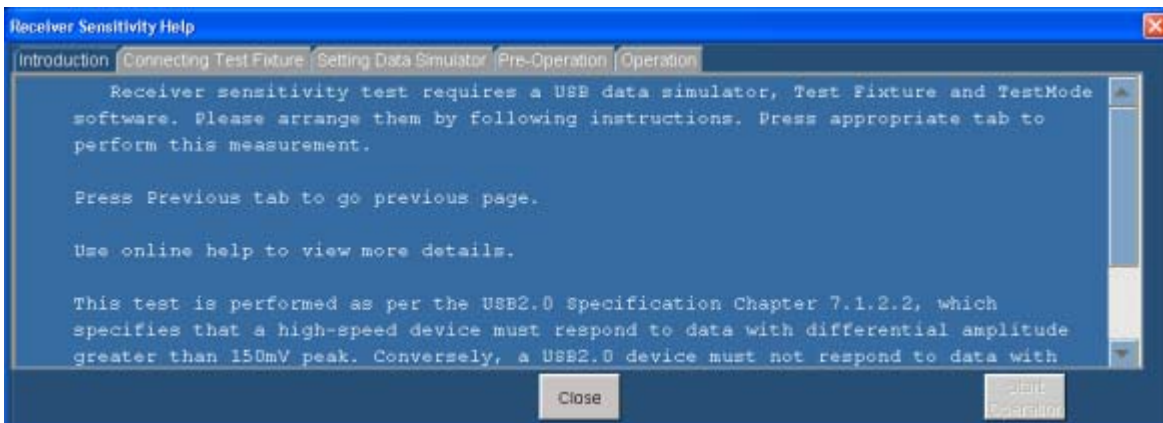 Receiver Sensitivity Help
Introduction Connecting Test Fixture Setting Data Simulator Pre-Operation Operation
Receiver sensitivity test requires a USB data simulator, Test Fixture and TestMode
software. Please arrange them by following instructions. Press appropriate tab to
perform this measurement.
Press Previous tab to go previous page.
Use online help to view more details.
This test is performed as per the USB2.0 Specification Chapter 7.1.2.2, which
specifies that a high-speed device must respond to data with differential amplitude
greater than 150mV peak. Conversely, a USB2.0 device must not respond to data with
Close
Start
Operation